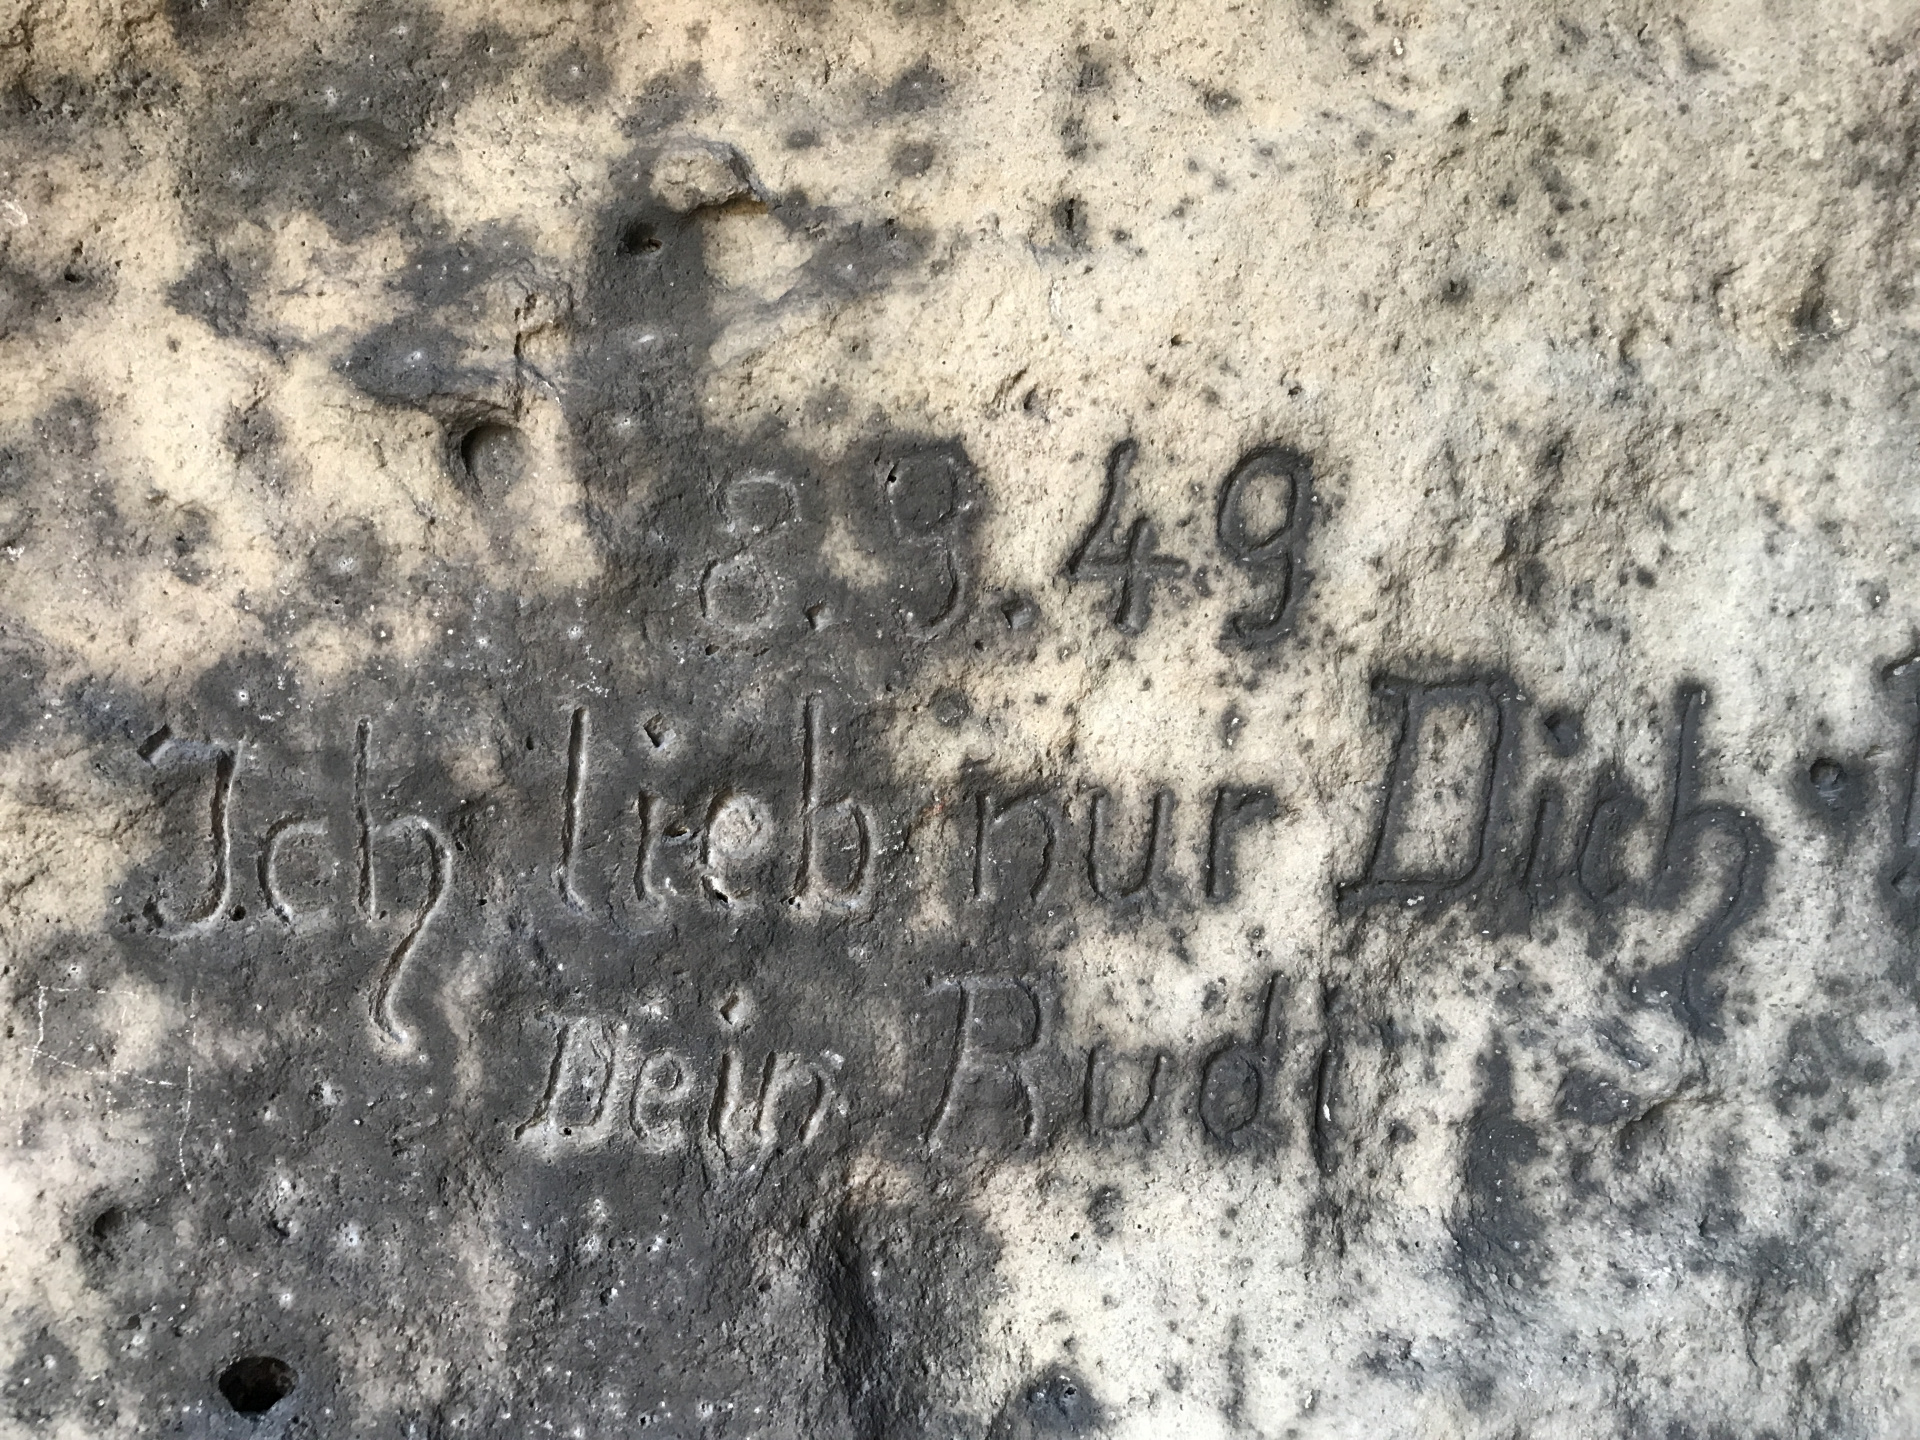 8.9.49
Ich lieb nur Dich.
Dein Rudi